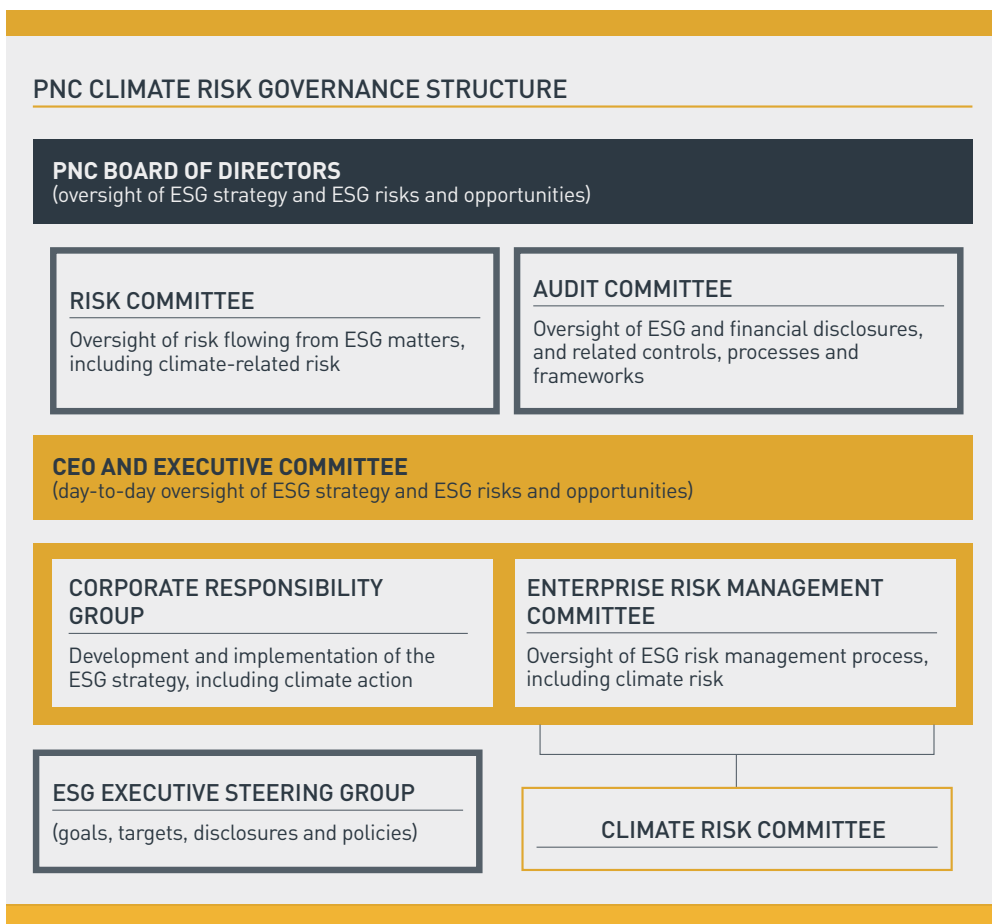 PNC CLIMATE RISK GOVERNANCE STRUCTURE
PNC BOARD OF DIRECTORS
(oversight of ESG strategy and ESG risks and opportunities)
RISK COMMITTEE
Oversight of risk flowing from ESG matters,
including climate-related risk
AUDIT COMMITTEE
Oversight of ESG and financial disclosures,
and related controls, processes and
frameworks
CEO AND EXECUTIVE COMMITTEE
(day-to-day oversight of ESG strategy and ESG risks and opportunities)
CORPORATE RESPONSIBILITY
GROUP
Development and implementation of the
ESG strategy, including climate action
ENTERPRISE RISK MANAGEMENT
COMMITTEE
Oversight of ESG risk management process,
including climate risk
ESG EXECUTIVE STEERING GROUP
(goals, targets, disclosures and policies)
CLIMATE RISK COMMITTEE